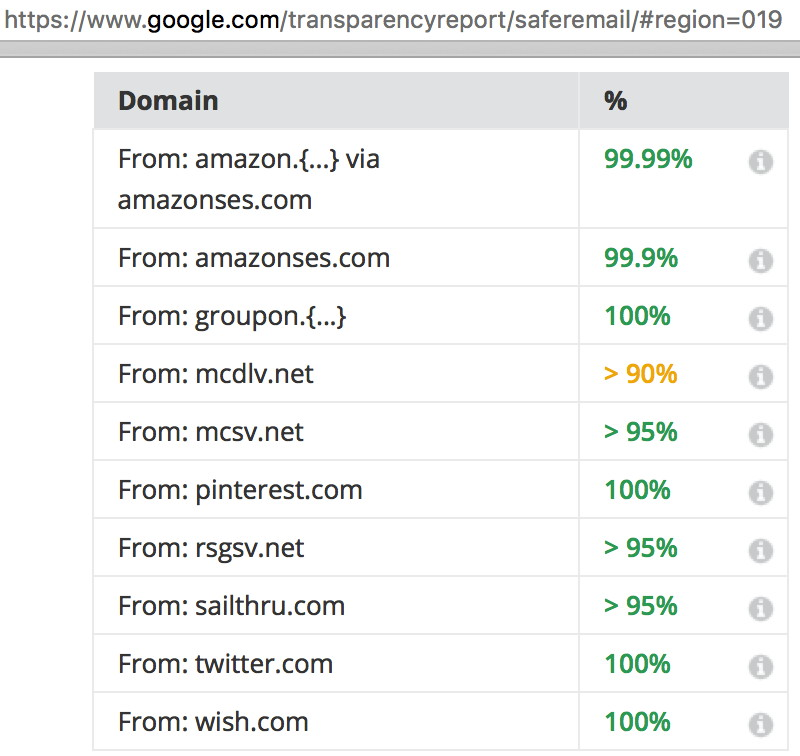 https://www.google.com/transparencyreport/saferemail/#region=019
Domain %
From: amazon.{...} via 99.99%
amazonses.com
From: amazonses.com 99.9%
From: groupon.{...} 100%
From: mcdlv.net > 90%
From: mcsv.net > 95%
From: pinterest.com 100%
From: rsgsv.net > 95%
From: sailthru.com > 95%
From: twitter.com 100%
From: wish.com 100%